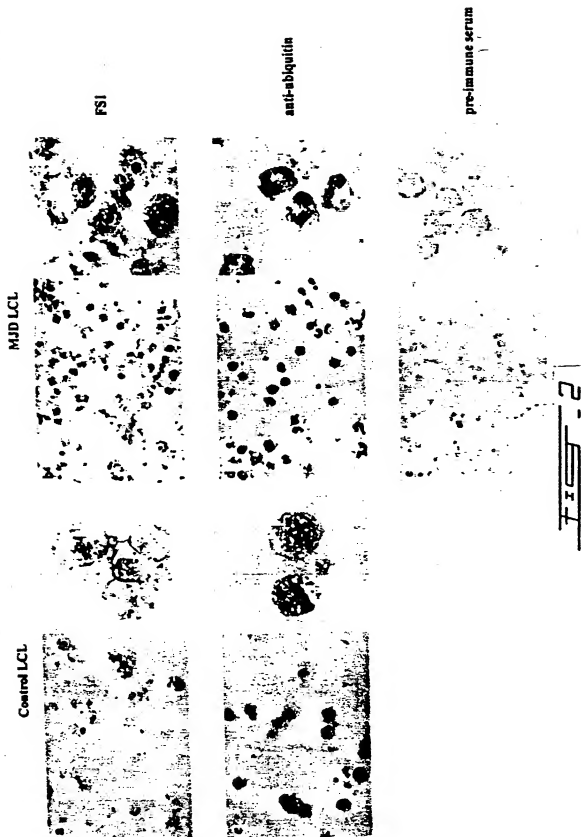 Control LCL
MJD LCL
FS1
anti-ubiquitin
pre-immune serum
FIG - 2